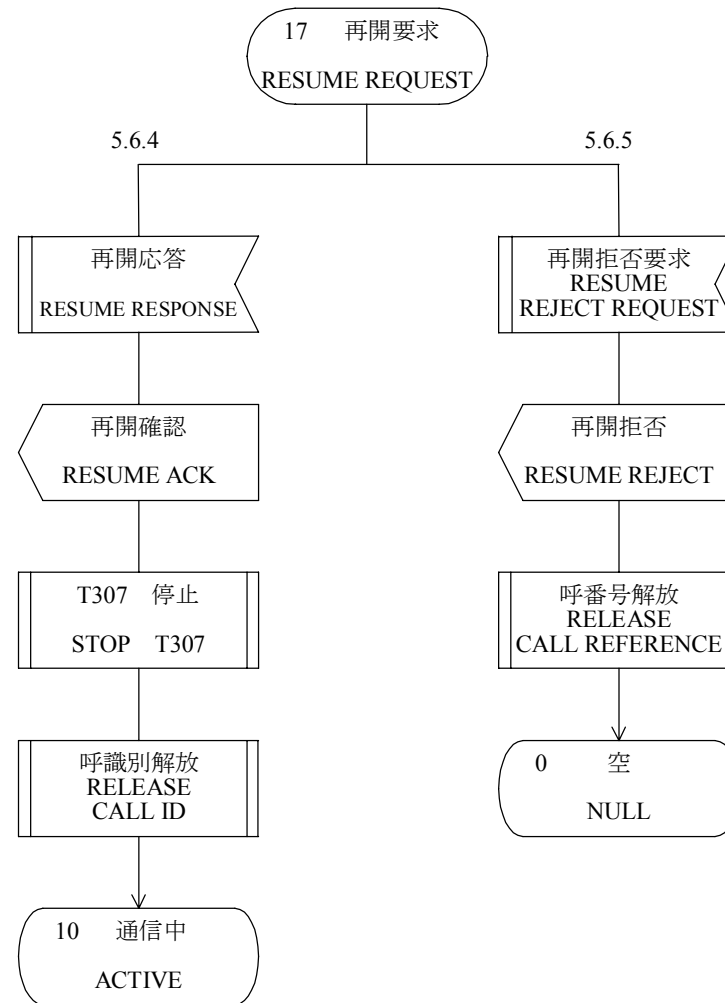 17 再開要求
RESUME REQUEST
5.6.4
5.6.5
再開応答
RESUME RESPONSE
再開拒否要求
RESUME
REJECT REQUEST
再開確認
RESUME ACK
再開拒否
RESUME REJECT
T307 停止
STOP T307
呼番号解放
RELEASE
CALL REFERENCE
呼識別解放
RELEASE
CALL ID
0 空
NULL
10 通信中
ACTIVE